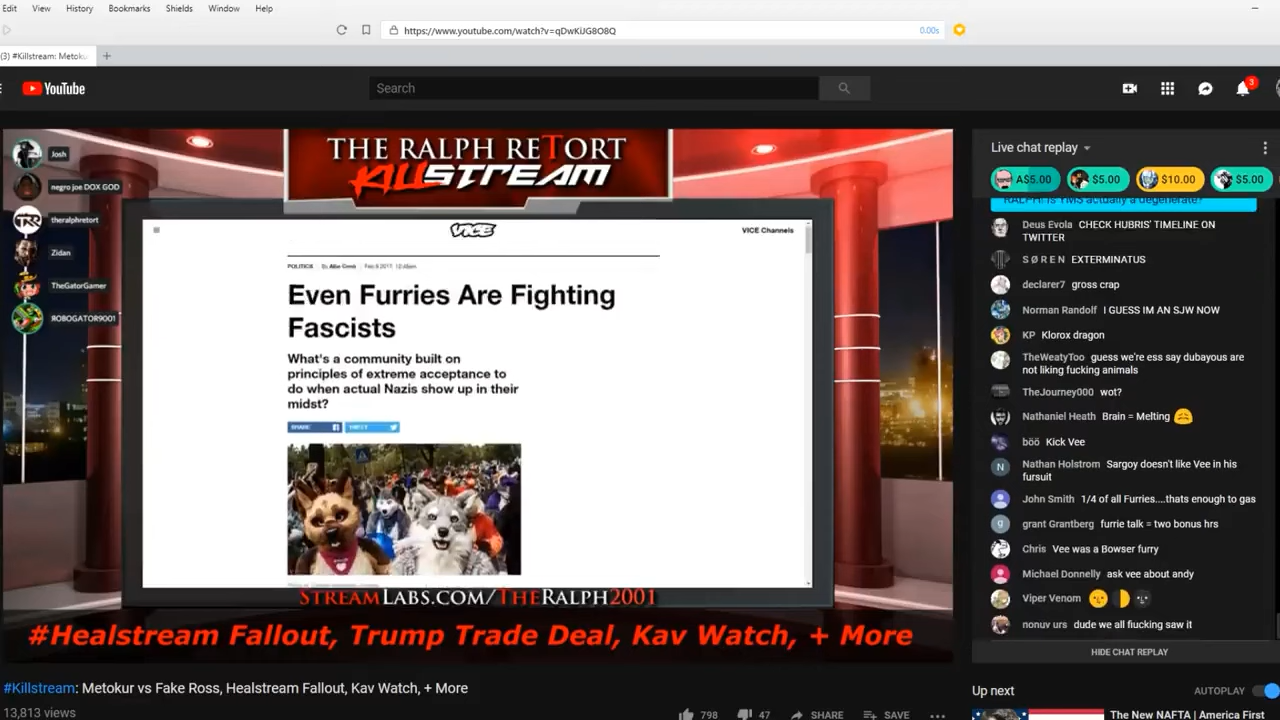 Edit View History Bookmarks Shields Window Help
https://www.youtube.com/watch?v=qDwKiJG8O8Q 0.00s
(3) #Killstream: Metoku
YouTube
Search
3
THE RALPH RETORT
KILLSTREAM
Josh
negro joe DOX GOD
theralphretort
Zidan
TheGatorGamer
ROBOGATOR9001
VICE
VICE Channels
POLITICS
Even Furries Are Fighting
Fascists
What's a community built on
principles of extreme acceptance to
do when actual Nazis show up in their
midst?
SHARE TWEET
STREAMLABS.COM/THERALPH2001
#Healstream Fallout, Trump Trade Deal, Kav Watch, + More
#Killstream: Metokur vs Fake Ross, Healstream Fallout, Kav Watch, + More
13,813 views
798 47 SHARE SAVE
Live chat replay
A$5.00 $5.00 $10.00 $5.00
RALPH! Is YMS actually a degenerate?
Deus Evola CHECK HUBRIS' TIMELINE ON
TWITTER
S Ø R E N EXTERMINATUS
declarer7 gross crap
Norman Randolf I GUESS IM AN SJW NOW
KP Klorox dragon
TheWeatyToo guess we're ess say dubayous are
not liking fucking animals
TheJourney000 wot?
Nathaniel Heath Brain = Melting
böö Kick Vee
Nathan Holstrom Sargoy doesn't like Vee in his
fursuit
John Smith 1/4 of all Furries....thats enough to gas
grant Grantberg furrie talk = two bonus hrs
Chris Vee was a Bowser furry
Michael Donnelly ask vee about andy
Viper Venom
nonuv urs dude we all fiucking saw it
HIDE CHAT REPLAY
Up next AUTOPLAY
The New NAFTA | America First